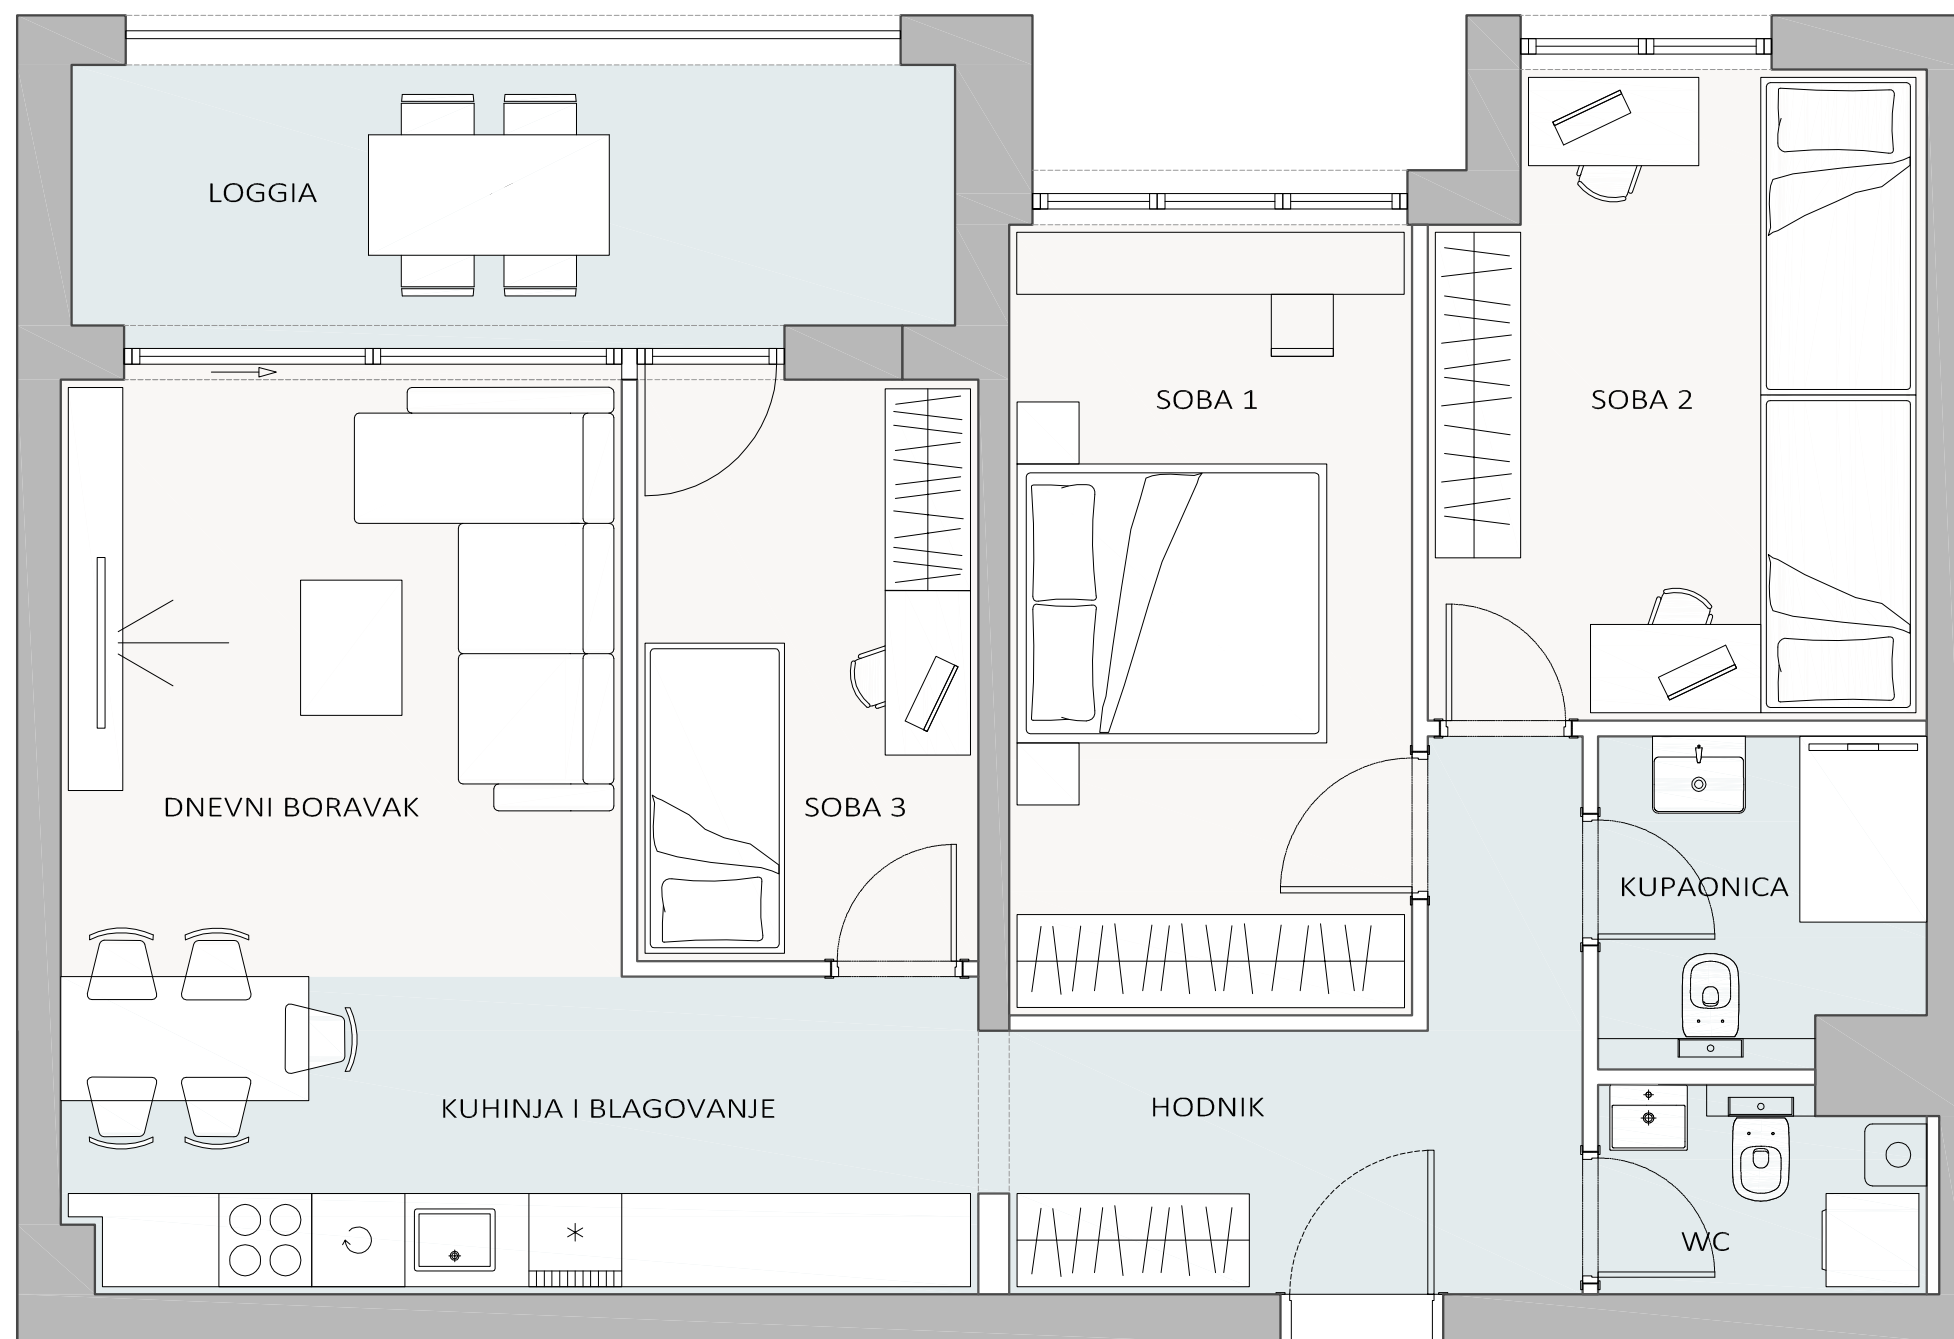 LOGGIA
SOBA 1
SOBA 2
DNEVNI BORAVAK
SOBA 3
KUPAONICA
KUHINJA I BLAGOVANJE
HODNIK
WC